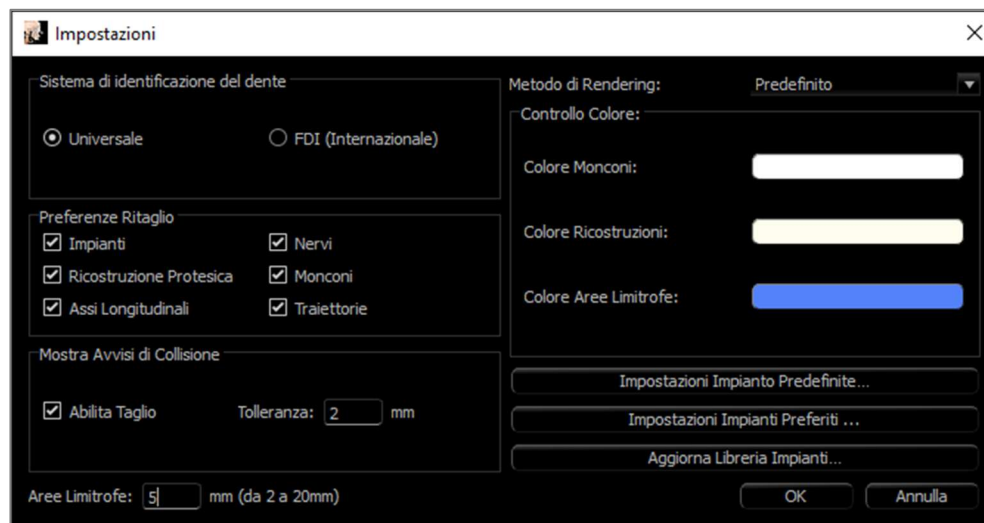 Impostazioni
Sistema di identificazione del dente
Universale
FDI (Internazionale)
Preferenze Ritaglio
Impianti
Nervi
Ricostruzione Protesica
Monconi
Assi Longitudinali
Traiettorie
Mostra Avvisi di Collisione
Abilita Taglio
Tolleranza: 2 mm
Aree Limitrofe: 5 mm (da 2 a 20mm)
Metodo di Rendering: Predefinito
Controllo Colore:
Colore Monconi:
Colore Ricostruzioni:
Colore Aree Limitrofe:
Impostazioni Impianto Predefinite...
Impostazioni Impianti Preferiti ...
Aggiorna Libreria Impianti...
OK
Annulla